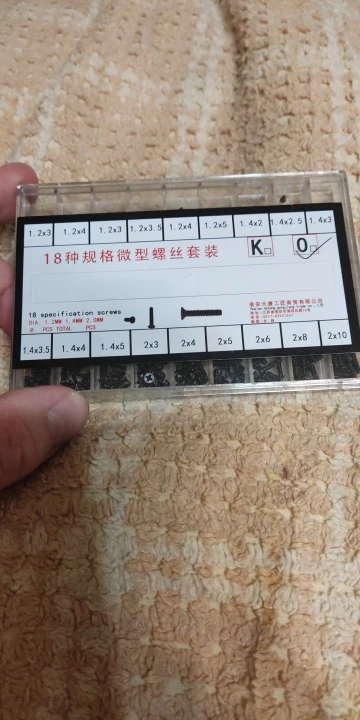 1.2x3 1.2x4 1.2x3 1.2x3.5 1.2x4 1.2x5 1.4x2 1.4x2.5 1.4x3
18种规格微型螺丝套装 K O
18 specification screws
DIA 1.2MM 1.4MM 2.0MM
PCS TOTAL PCS
1.4x3.5 1.4x4 1.4x5 2x3 2x4 2x5 2x6 2x8 2x10